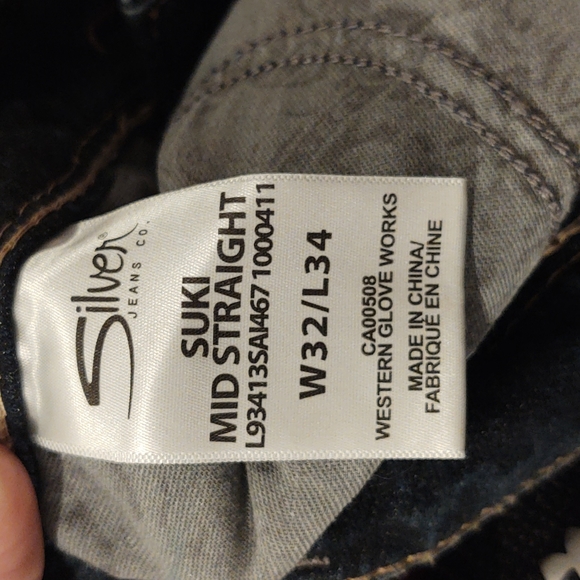 Silver®
JEANS CO.
SUKI
MID STRAIGHT
L93413SAI467 1000411
W32/L34
CA00508
WESTERN GLOVE WORKS
MADE IN CHINA/
FABRIQUÉ EN CHINE